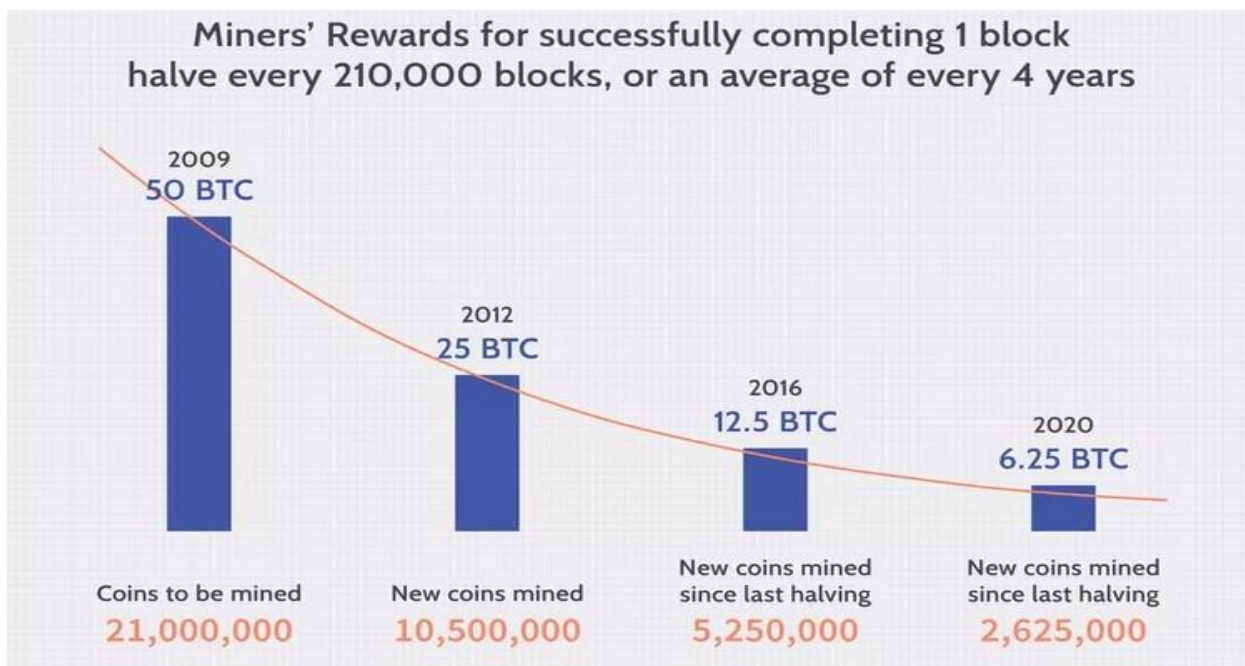 Miners’ Rewards for successfully completing 1 block
halve every 210,000 blocks, or an average of every 4 years
2009
50 BTC
2012
25 BTC
2016
12.5 BTC
2020
6.25 BTC
Coins to be mined
21,000,000
New coins mined
10,500,000
New coins mined
since last halving
5,250,000
New coins mined
since last halving
2,625,000